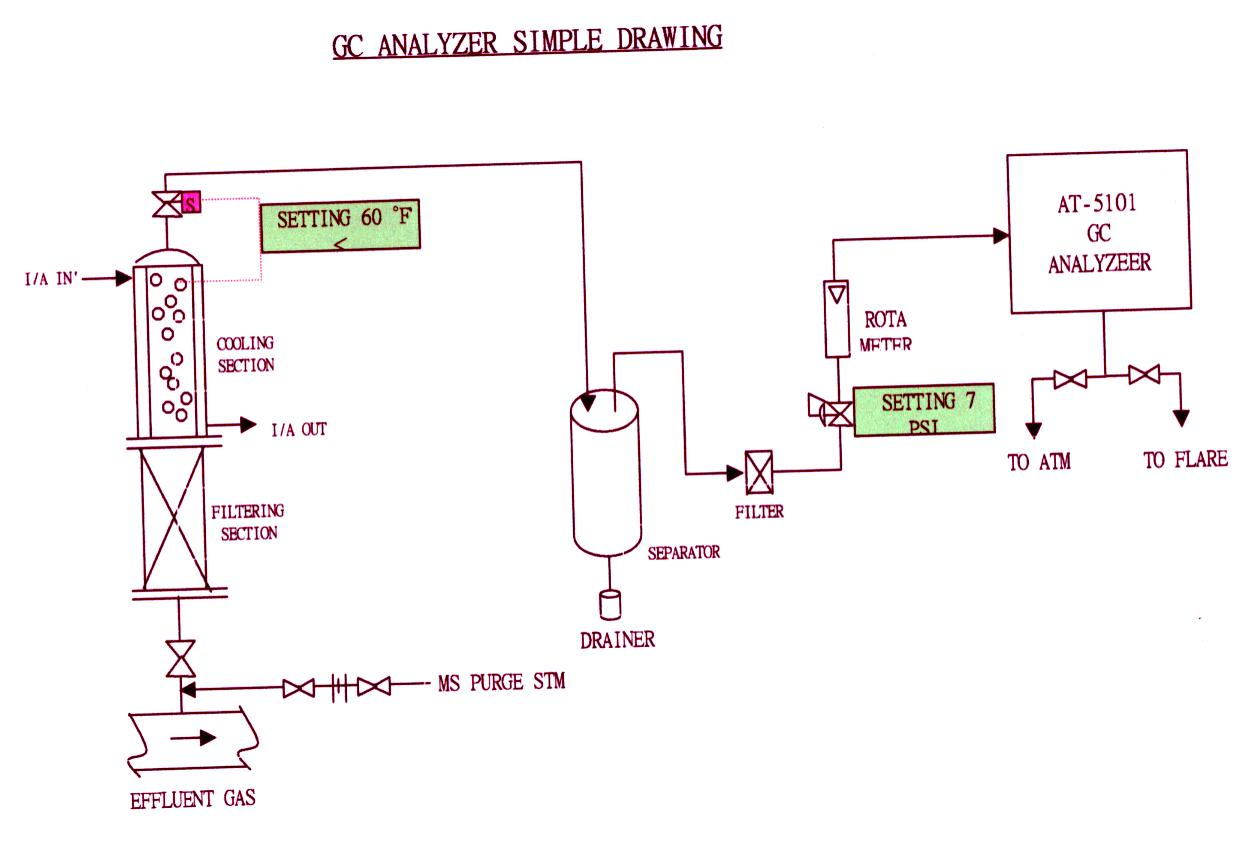 GC ANALYZER SIMPLE DRAWING
S
SETTING 60 °F
<
I/A IN'
COOLING
SECTION
I/A OUT
FILTERING
SECTION
MS PURGE STM
EFFLUENT GAS
SEPARATOR
DRAINER
FILTER
SETTING 7
PSI
ROTA
METER
AT-5101
GC
ANALYZEER
TO ATM
TO FLARE